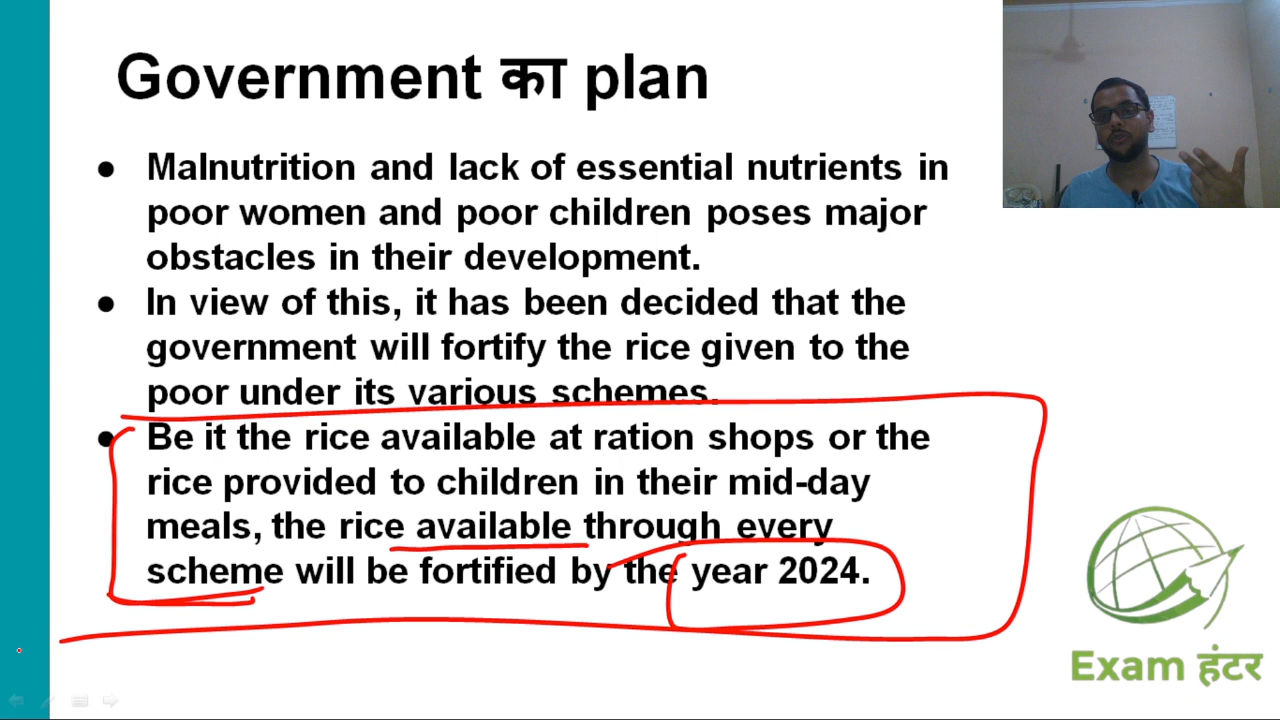 Government का plan
● Malnutrition and lack of essential nutrients in
poor women and poor children poses major
obstacles in their development.
● In view of this, it has been decided that the
government will fortify the rice given to the
poor under its various schemes.
● Be it the rice available at ration shops or the
rice provided to children in their mid-day
meals, the rice available through every
scheme will be fortified by the year 2024.
Exam हंटर